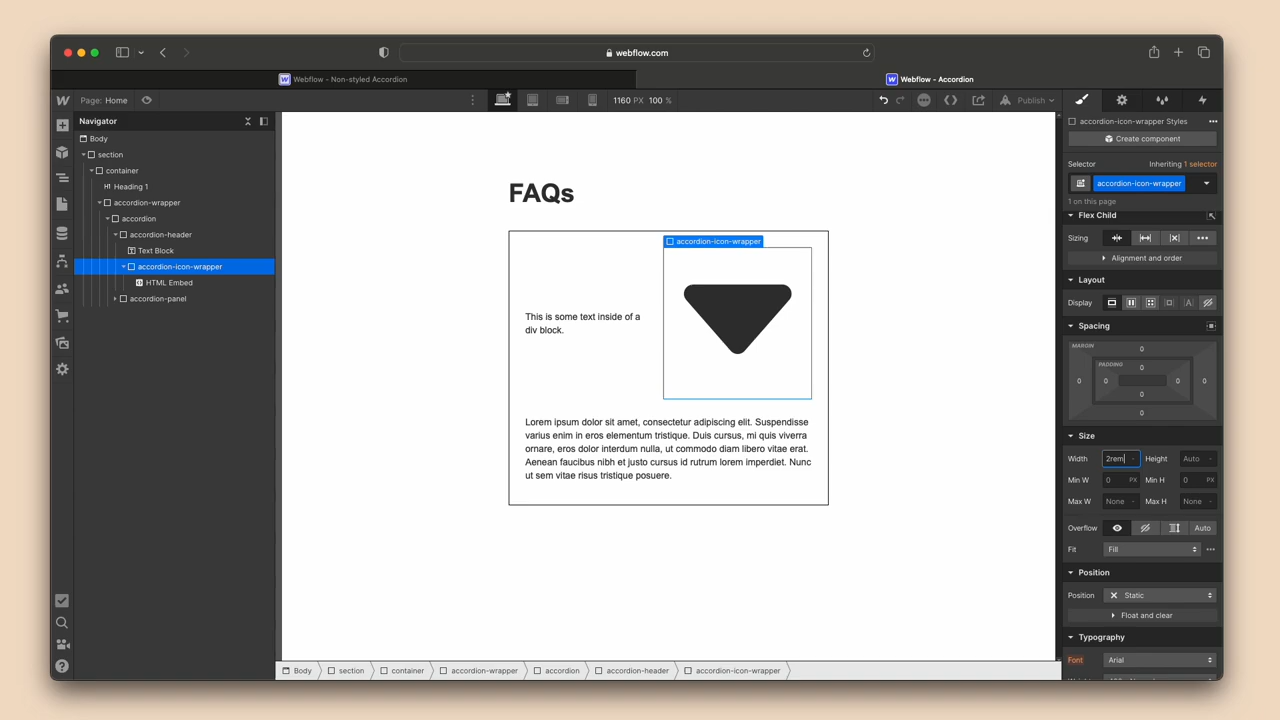 webflow.com
Webflow - Non-styled Accordion
Webflow - Accordion
Page: Home
1160 PX 100 %
Publish
Navigator
Body
section
container
H1 Heading 1
accordion-wrapper
accordion
accordion-header
Text Block
accordion-icon-wrapper
HTML Embed
accordion-panel
FAQs
accordion-icon-wrapper
This is some text inside of a
div block.
Lorem ipsum dolor sit amet, consectetur adipiscing elit. Suspendisse
varius enim in eros elementum tristique. Duis cursus, mi quis viverra
ornare, eros dolor interdum nulla, ut commodo diam libero vitae erat.
Aenean faucibus nibh et justo cursus id rutrum lorem imperdiet. Nunc
ut sem vitae risus tristique posuere.
Body section container accordion-wrapper accordion accordion-header accordion-icon-wrapper
accordion-icon-wrapper Styles
Create component
Selector Inheriting 1 selector
accordion-icon-wrapper
1 on this page
Flex Child
Sizing
Alignment and order
Layout
Display
Spacing
MARGIN
0
PADDING
0
0 0 0 0
0
0
Size
Width 2rem - Height Auto -
Min W 0 PX Min H 0 PX
Max W None - Max H None -
Overflow Auto
Fit Fill
Position
Position Static
Float and clear
Typography
Font Arial